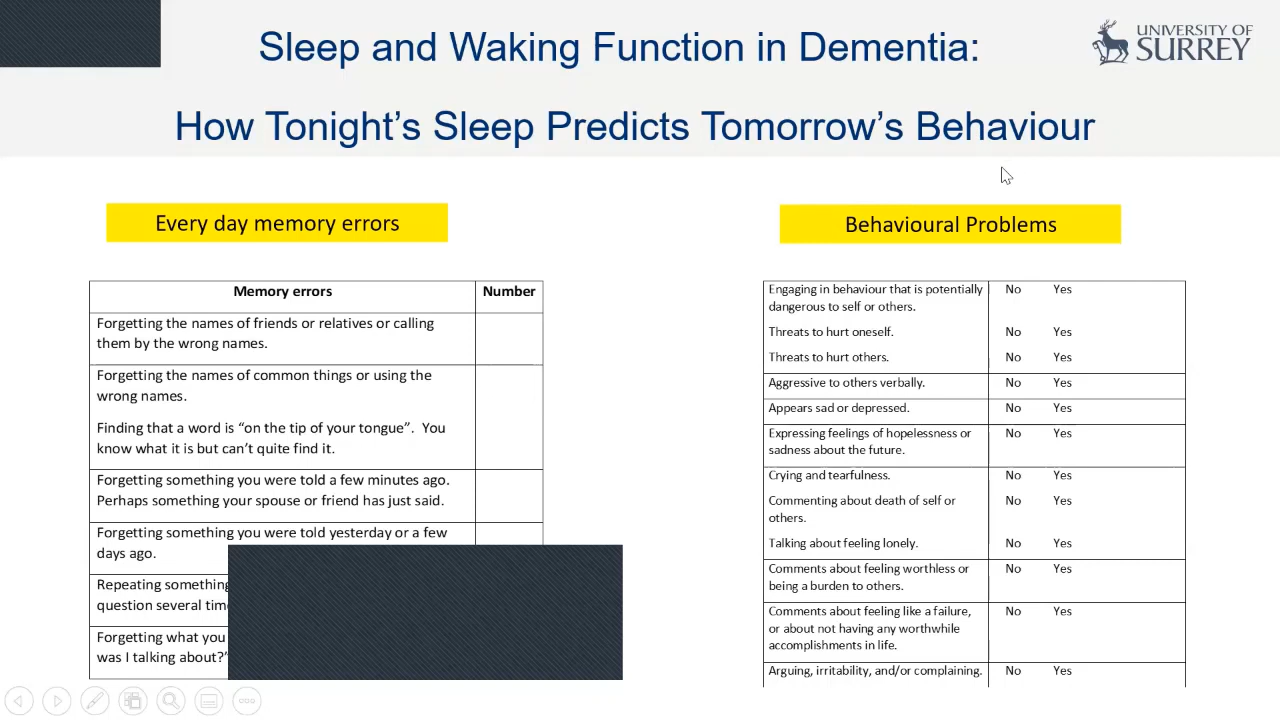 Sleep and Waking Function in Dementia:
UNIVERSITY OF
SURREY
How Tonight’s Sleep Predicts Tomorrow’s Behaviour
Every day memory errors
Memory errors Number
Forgetting the names of friends or relatives or calling
them by the wrong names.
Forgetting the names of common things or using the
wrong names.
Finding that a word is “on the tip of your tongue”. You
know what it is but can’t quite find it.
Forgetting something you were told a few minutes ago.
Perhaps something your spouse or friend has just said.
Forgetting something you were told yesterday or a few
days ago.
Repeating something
question several
Forgetting what you
was I talking about?”
Behavioural Problems
Engaging in behaviour that is potentially No Yes
dangerous to self or others.
Threats to hurt oneself. No Yes
Threats to hurt others. No Yes
Aggressive to others verbally. No Yes
Appears sad or depressed. No Yes
Expressing feelings of hopelessness or No Yes
sadness about the future.
Crying and tearfulness. No Yes
Commenting about death of self or No Yes
others.
Talking about feeling lonely. No Yes
Comments about feeling worthless or No Yes
being a burden to others.
Comments about feeling like a failure, No Yes
or about not having any worthwhile
accomplishments in life.
Arguing, irritability, and/or complaining. No Yes